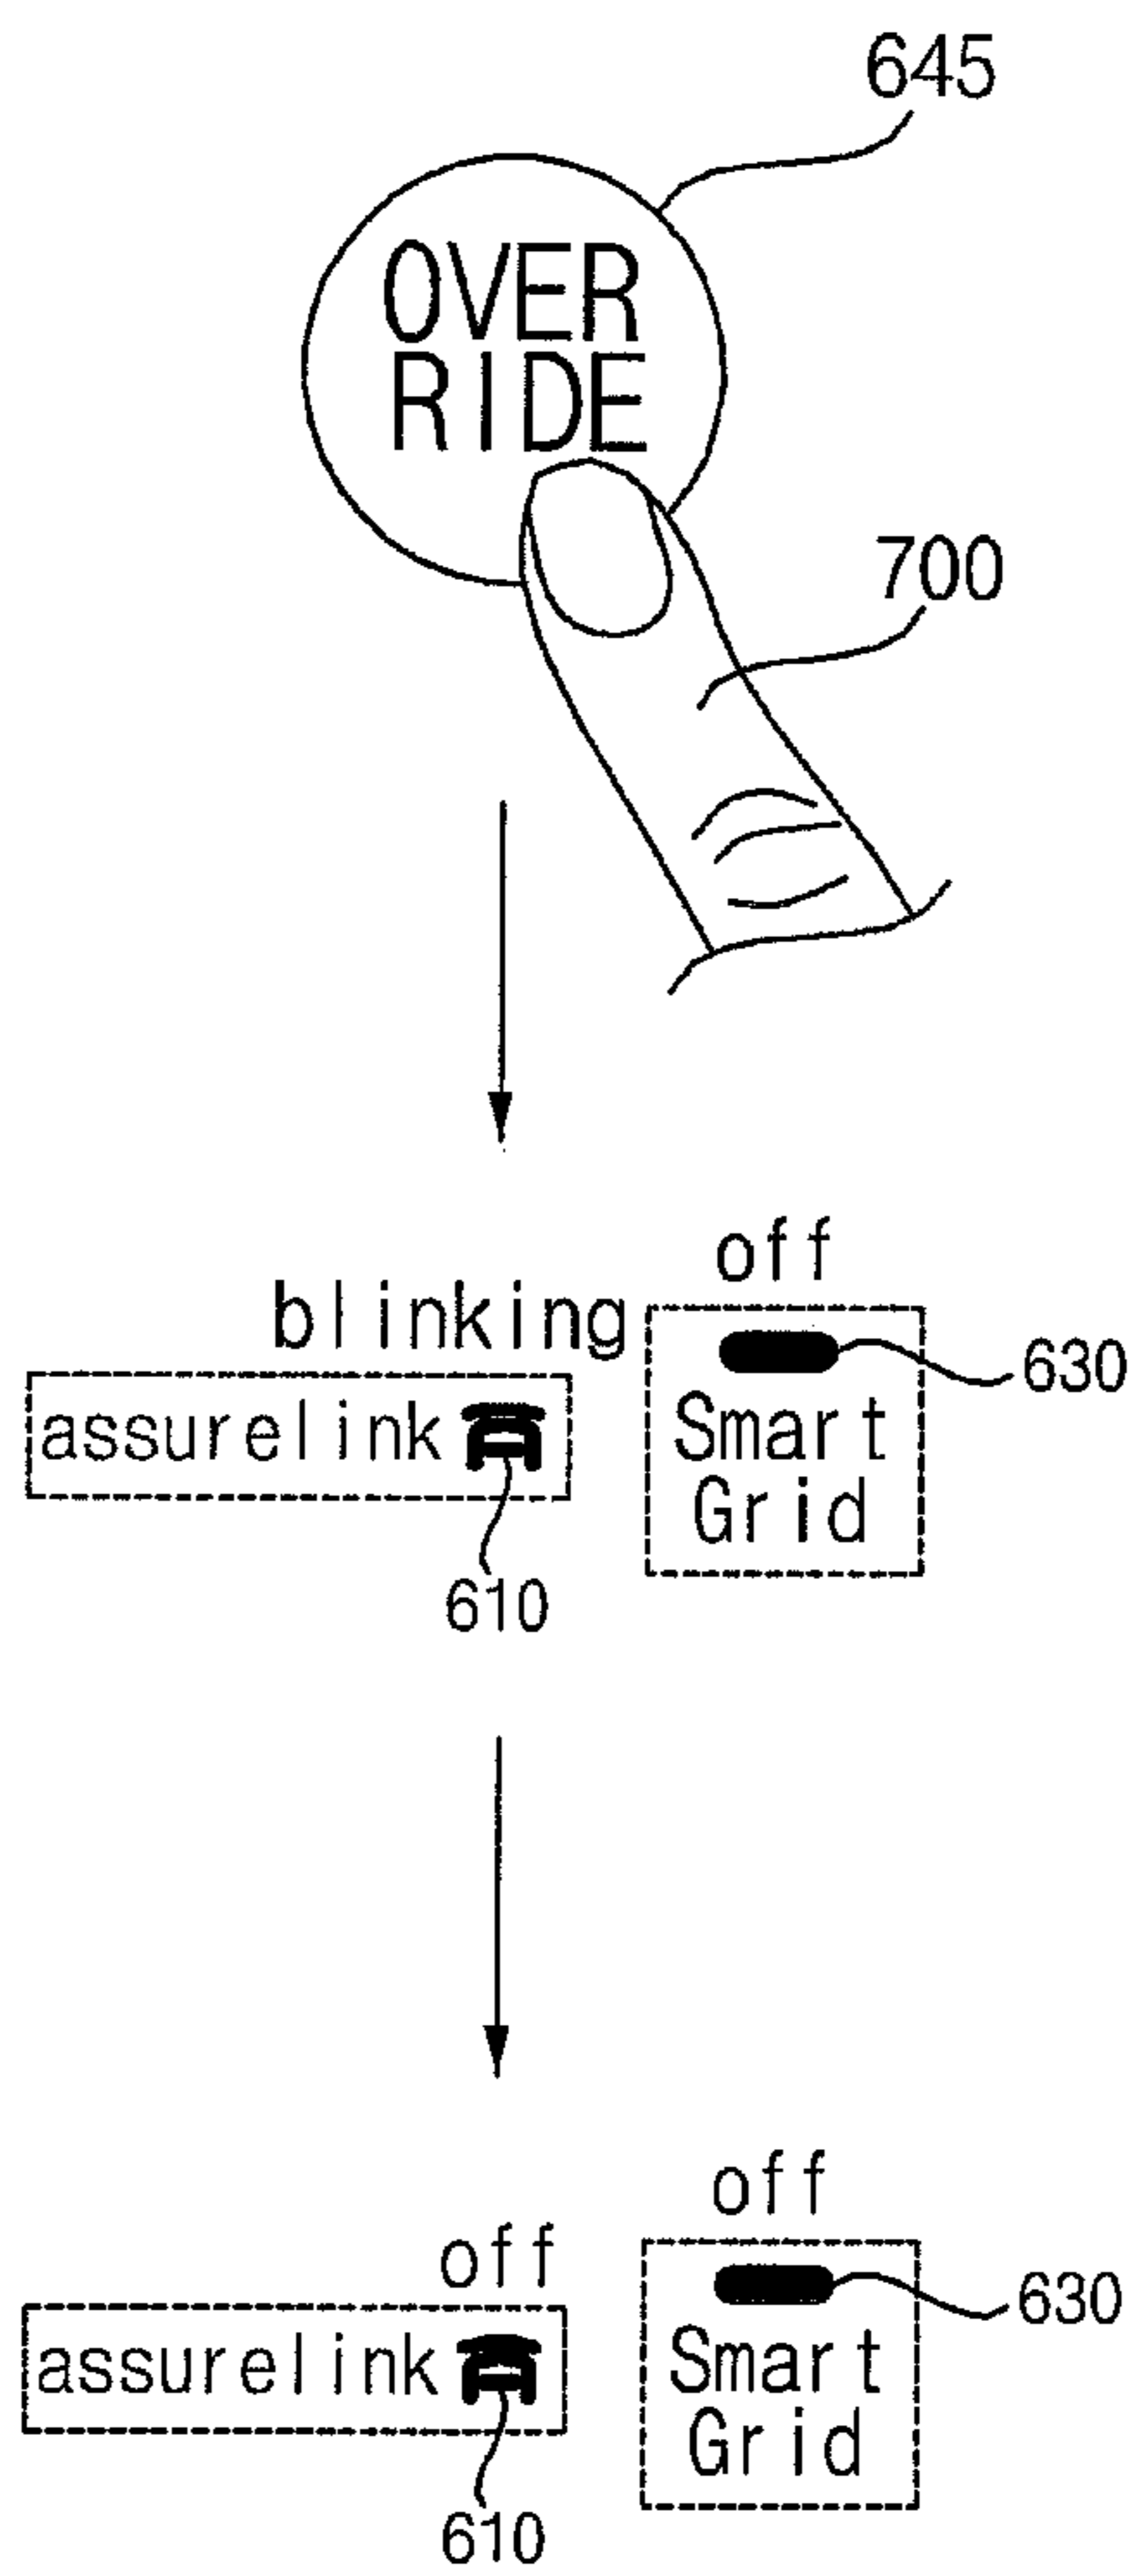 645
OVER
RIDE
700
off
blinking
630
assurelink
Smart
Grid
610
off
off
630
assurelink
Smart
Grid
610